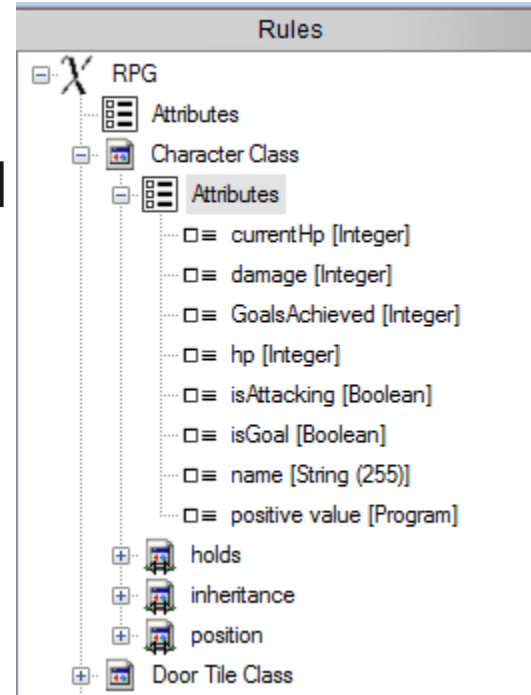 Rules
RPG
Attributes
Character Class
Attributes
currentHp [Integer]
damage [Integer]
GoalsAchieved [Integer]
hp [Integer]
isAttacking [Boolean]
isGoal [Boolean]
name [String (255)]
positive value [Program]
holds
inheritance
position
Door Tile Class